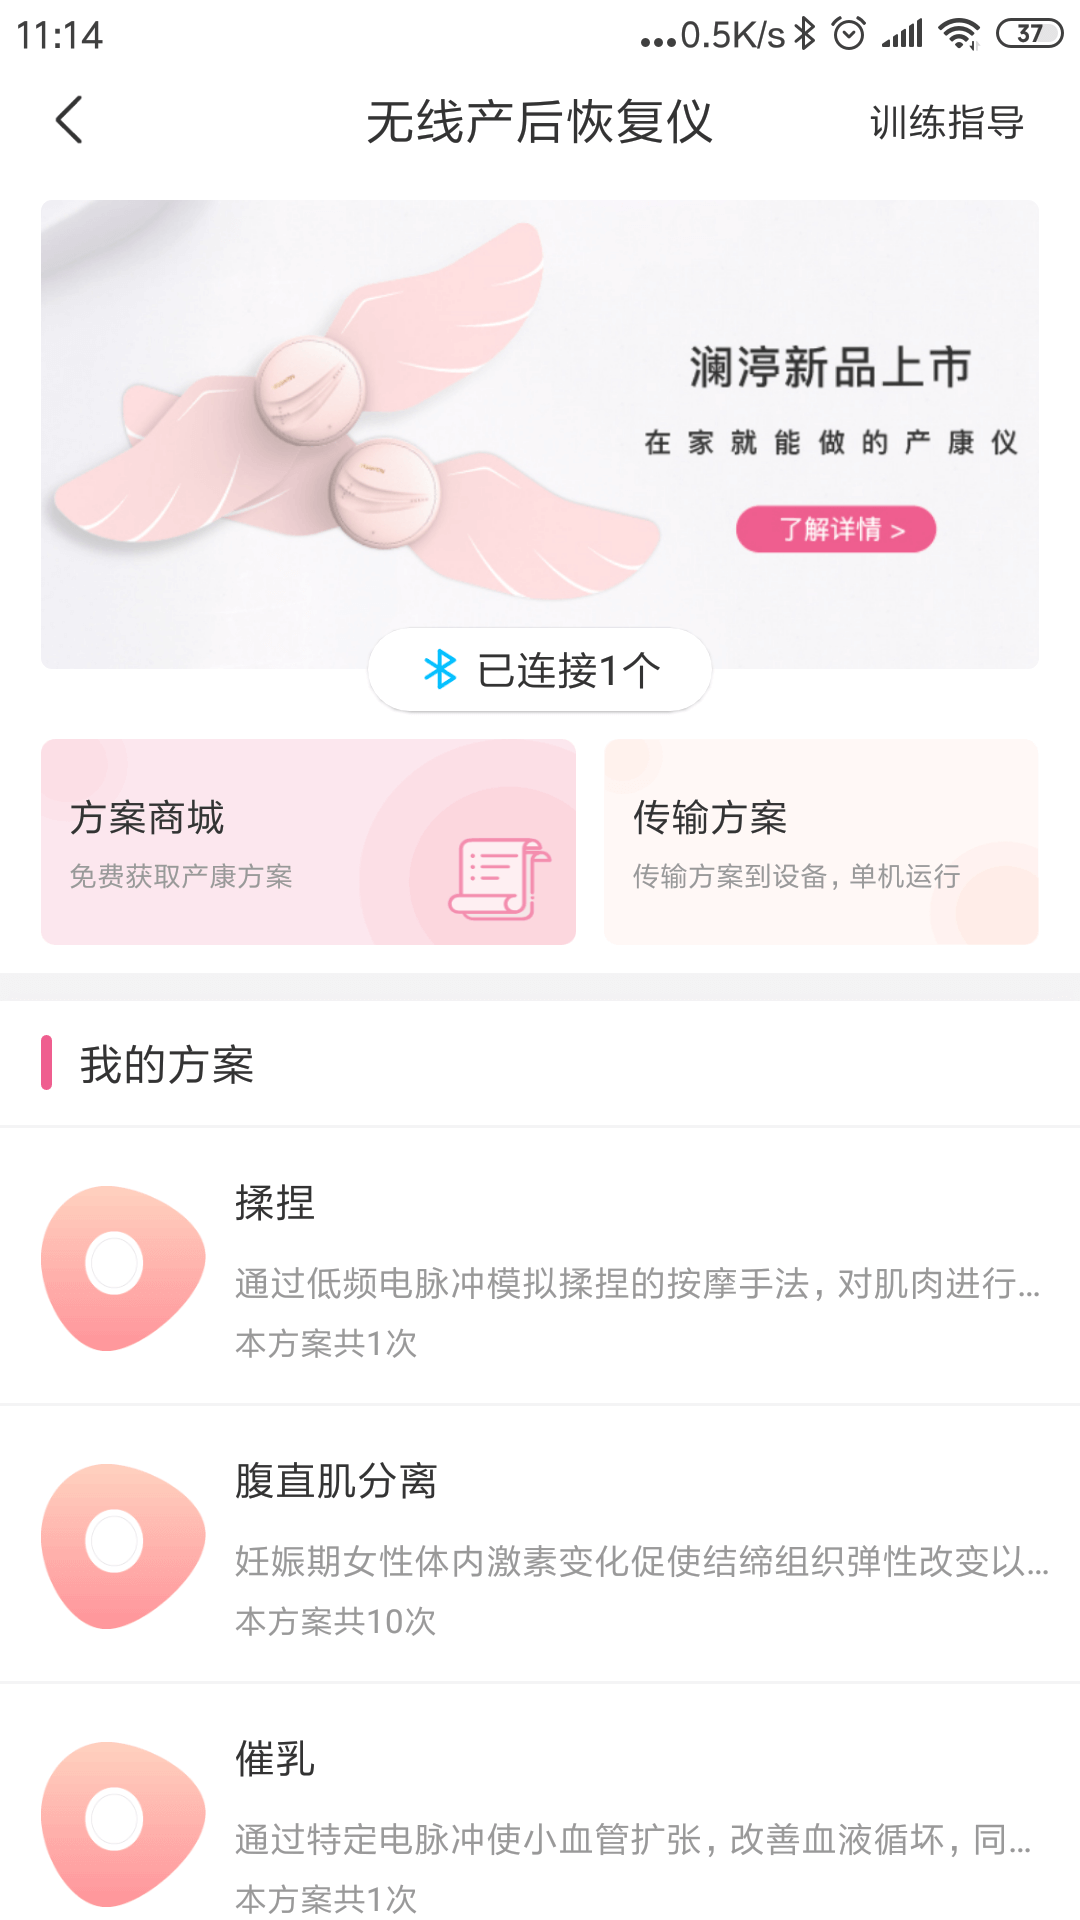 11:14
...0.5K/s
37
无线产后恢复仪
训练指导
澜渟新品上市
在家就能做的产康仪
了解详情 >
已连接1个
方案商城
免费获取产康方案
传输方案
传输方案到设备，单机运行
我的方案
揉捏
通过低频电脉冲模拟揉捏的按摩手法，对肌肉进行...
本方案共1次
腹直肌分离
妊娠期女性体内激素变化促使结缔组织弹性改变以...
本方案共10次
催乳
通过特定电脉冲使小血管扩张，改善血液循坏，同...
本方案共1次